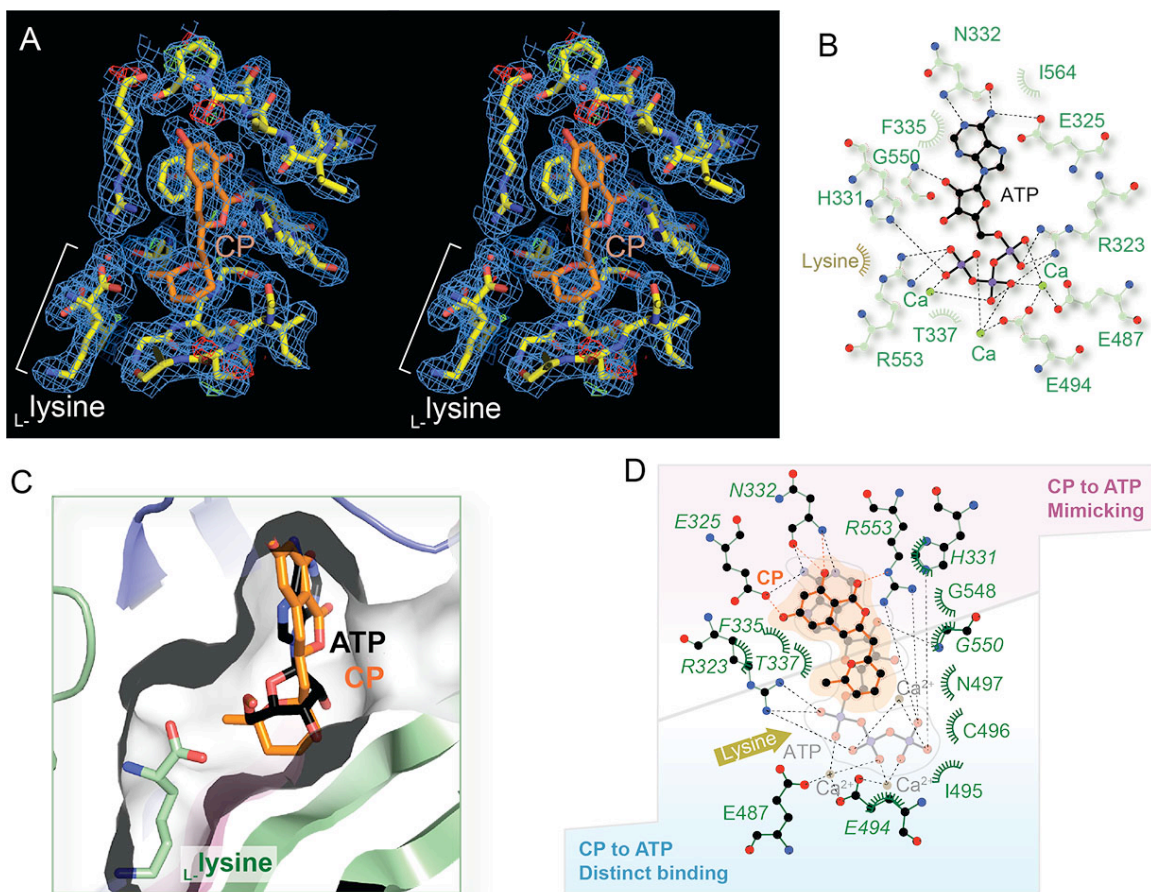 A
CP
CP
L-lysine
L-lysine
B
N332
I564
F335
E325
G550
H331
ATP
Lysine
R323
Ca
Ca
T337
E487
R553
Ca
E494
C
ATP
CP
L-lysine
D
CP to ATP
Mimicking
N332
E325
R553
H331
CP
G548
F335
G550
R323
T337
N497
Ca2+
C496
Lysine
ATP
Ca2+
Ca2+
I495
E487
E494
CP to ATP
Distinct binding